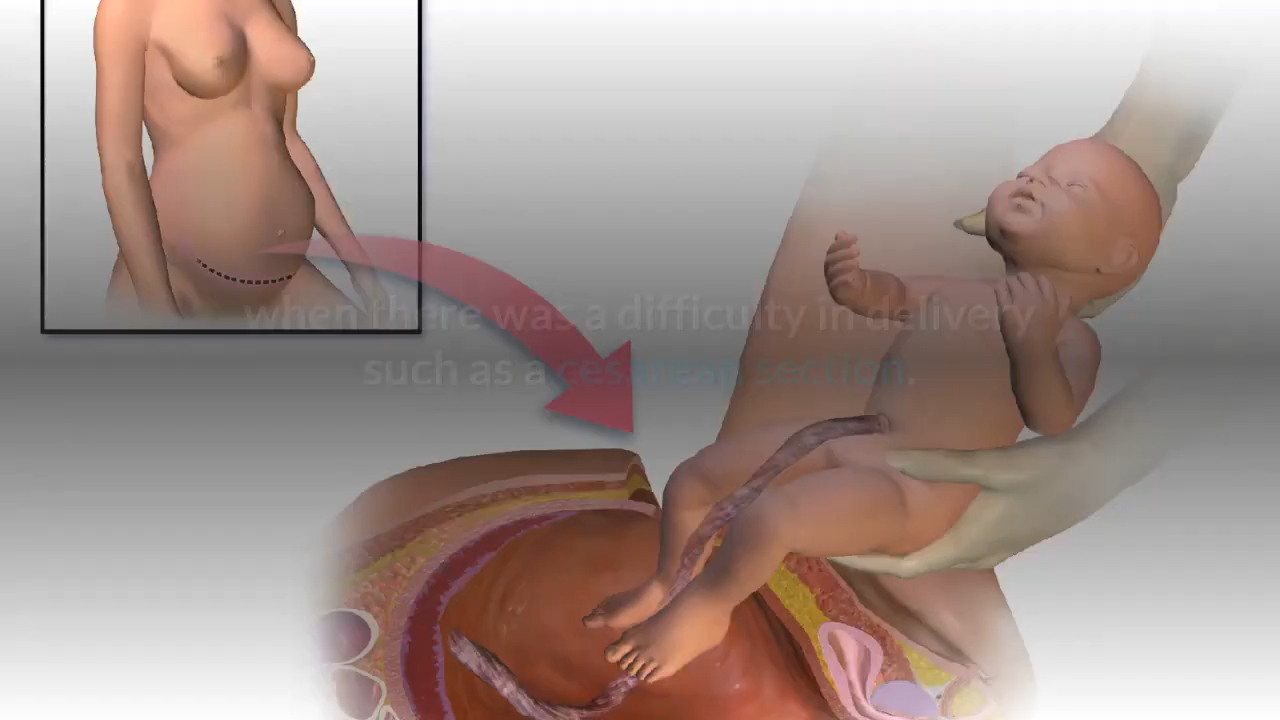 when there was a difficulty in delivery
such as a cesarean section.